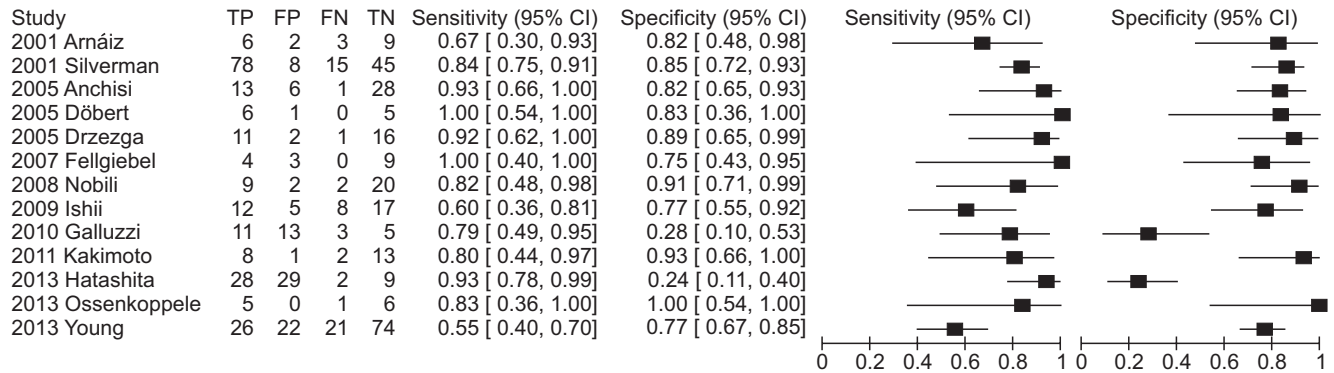 Study TP FP FN TN Sensitivity (95% CI) Specificity (95% CI) Sensitivity (95% CI) Specificity (95% CI)
2001 Arnáiz 6 2 3 9 0.67 [ 0.30, 0.93] 0.82 [ 0.48, 0.98]
2001 Silverman 78 8 15 45 0.84 [ 0.75, 0.91] 0.85 [ 0.72, 0.93]
2005 Anchisi 13 6 1 28 0.93 [ 0.66, 1.00] 0.82 [ 0.65, 0.93]
2005 Döbert 6 1 0 5 1.00 [ 0.54, 1.00] 0.83 [ 0.36, 1.00]
2005 Drzezga 11 2 1 16 0.92 [ 0.62, 1.00] 0.89 [ 0.65, 0.99]
2007 Fellgiebel 4 3 0 9 1.00 [ 0.40, 1.00] 0.75 [ 0.43, 0.95]
2008 Nobili 9 2 2 20 0.82 [ 0.48, 0.98] 0.91 [ 0.71, 0.99]
2009 Ishii 12 5 8 17 0.60 [ 0.36, 0.81] 0.77 [ 0.55, 0.92]
2010 Galluzzi 11 13 3 5 0.79 [ 0.49, 0.95] 0.28 [ 0.10, 0.53]
2011 Kakimoto 8 1 2 13 0.80 [ 0.44, 0.97] 0.93 [ 0.66, 1.00]
2013 Hatashita 28 29 2 9 0.93 [ 0.78, 0.99] 0.24 [ 0.11, 0.40]
2013 Ossenkoppele 5 0 1 6 0.83 [ 0.36, 1.00] 1.00 [ 0.54, 1.00]
2013 Young 26 22 21 74 0.55 [ 0.40, 0.70] 0.77 [ 0.67, 0.85]
0 0.2 0.4 0.6 0.8 1 0 0.2 0.4 0.6 0.8 1